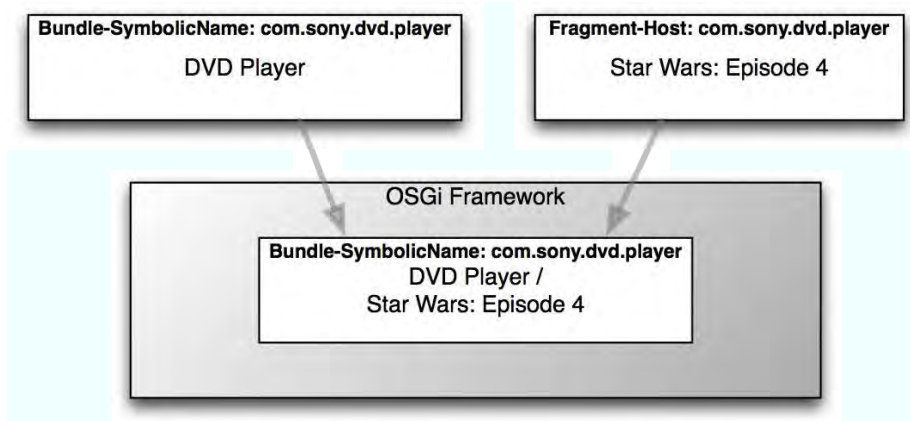 Bundle-SymbolicName: com.sony.dvd.player
DVD Player
Fragment-Host: com.sony.dvd.player
Star Wars: Episode 4
OSGi Framework
Bundle-SymbolicName: com.sony.dvd.player
DVD Player /
Star Wars: Episode 4